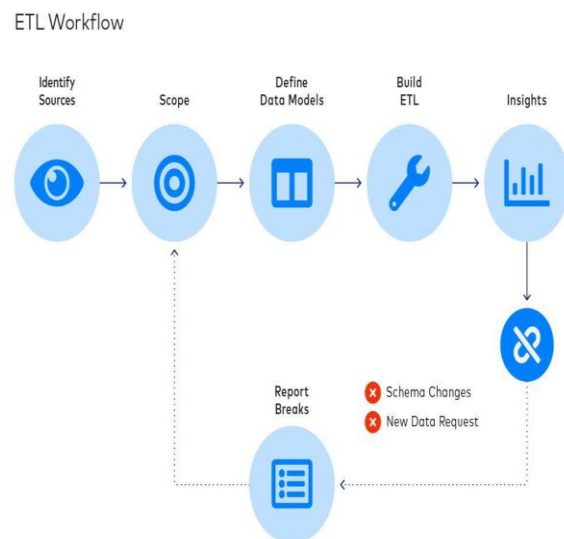 ETL Workflow
Identify
Sources
Scope
Define
Data Models
Build
ETL
Insights
Report
Breaks
Schema Changes
New Data Request